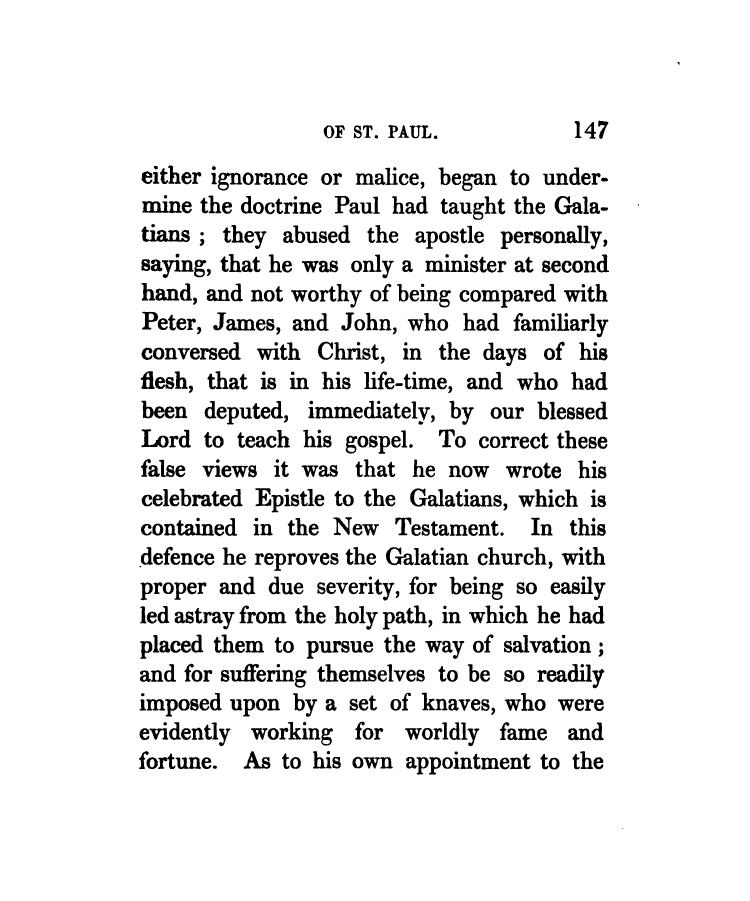 OF ST. PAUL. 147
either ignorance or malice, began to under-
mine the doctrine Paul had taught the Gala-
tians ; they abused the apostle personally,
saying, that he was only a minister at second
hand, and not worthy of being compared with
Peter, James, and John, who had familiarly
conversed with Christ, in the days of his
flesh, that is in his life-time, and who had
been deputed, immediately, by our blessed
Lord to teach his gospel. To correct these
false views it was that he now wrote his
celebrated Epistle to the Galatians, which is
contained in the New Testament. In this
defence he reproves the Galatian church, with
proper and due severity, for being so easily
led astray from the holy path, in which he had
placed them to pursue the way of salvation ;
and for suffering themselves to be so readily
imposed upon by a set of knaves, who were
evidently working for worldly fame and
fortune. As to his own appointment to the